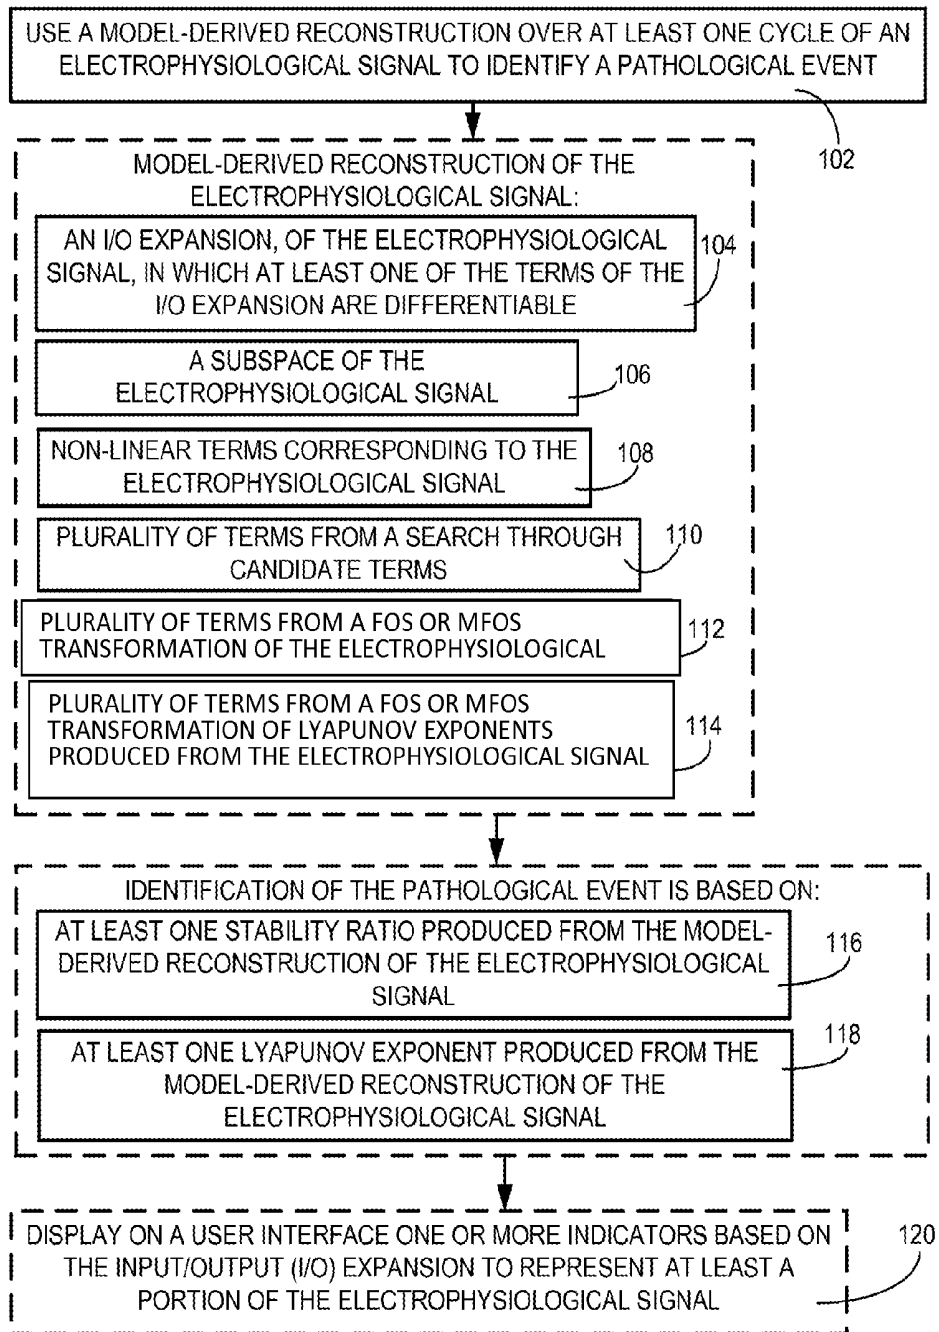 USE A MODEL-DERIVED RECONSTRUCTION OVER AT LEAST ONE CYCLE OF AN
ELECTROPHYSIOLOGICAL SIGNAL TO IDENTIFY A PATHOLOGICAL EVENT
102
MODEL-DERIVED RECONSTRUCTION OF THE
ELECTROPHYSIOLOGICAL SIGNAL:
AN I/O EXPANSION, OF THE ELECTROPHYSIOLOGICAL
SIGNAL, IN WHICH AT LEAST ONE OF THE TERMS OF THE
I/O EXPANSION ARE DIFFERENTIABLE
104
A SUBSPACE OF THE
ELECTROPHYSIOLOGICAL SIGNAL
106
NON-LINEAR TERMS CORRESPONDING TO THE
ELECTROPHYSIOLOGICAL SIGNAL
108
PLURALITY OF TERMS FROM A SEARCH THROUGH
CANDIDATE TERMS
110
PLURALITY OF TERMS FROM A FOS OR MFOS
TRANSFORMATION OF THE ELECTROPHYSIOLOGICAL
112
PLURALITY OF TERMS FROM A FOS OR MFOS
TRANSFORMATION OF LYAPUNOV EXPONENTS
PRODUCED FROM THE ELECTROPHYSIOLOGICAL SIGNAL
114
IDENTIFICATION OF THE PATHOLOGICAL EVENT IS BASED ON:
AT LEAST ONE STABILITY RATIO PRODUCED FROM THE MODEL-
DERIVED RECONSTRUCTION OF THE ELECTROPHYSIOLOGICAL
SIGNAL
116
AT LEAST ONE LYAPUNOV EXPONENT PRODUCED FROM THE
MODEL-DERIVED RECONSTRUCTION OF THE
ELECTROPHYSIOLOGICAL SIGNAL
118
DISPLAY ON A USER INTERFACE ONE OR MORE INDICATORS BASED ON
THE INPUT/OUTPUT (I/O) EXPANSION TO REPRESENT AT LEAST A
PORTION OF THE ELECTROPHYSIOLOGICAL SIGNAL
120